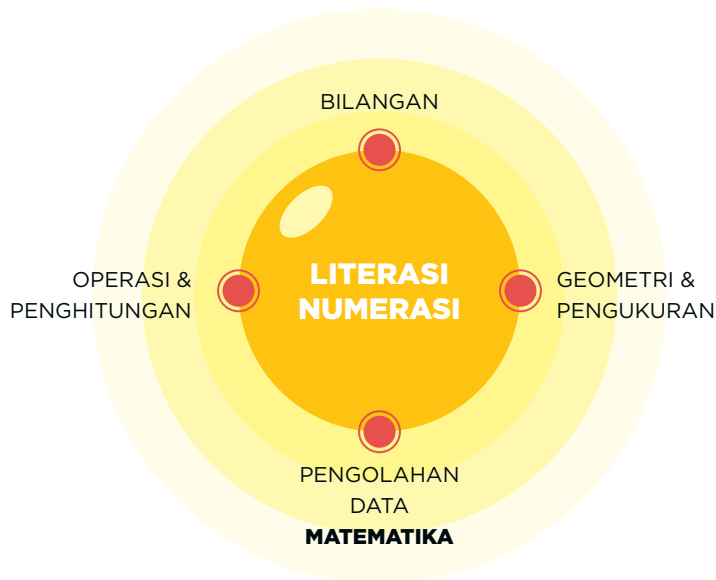 BILANGAN
OPERASI &
PENGHITUNGAN
LITERASI
NUMERASI
GEOMETRI &
PENGUKURAN
PENGOLAHAN
DATA
MATEMATIKA